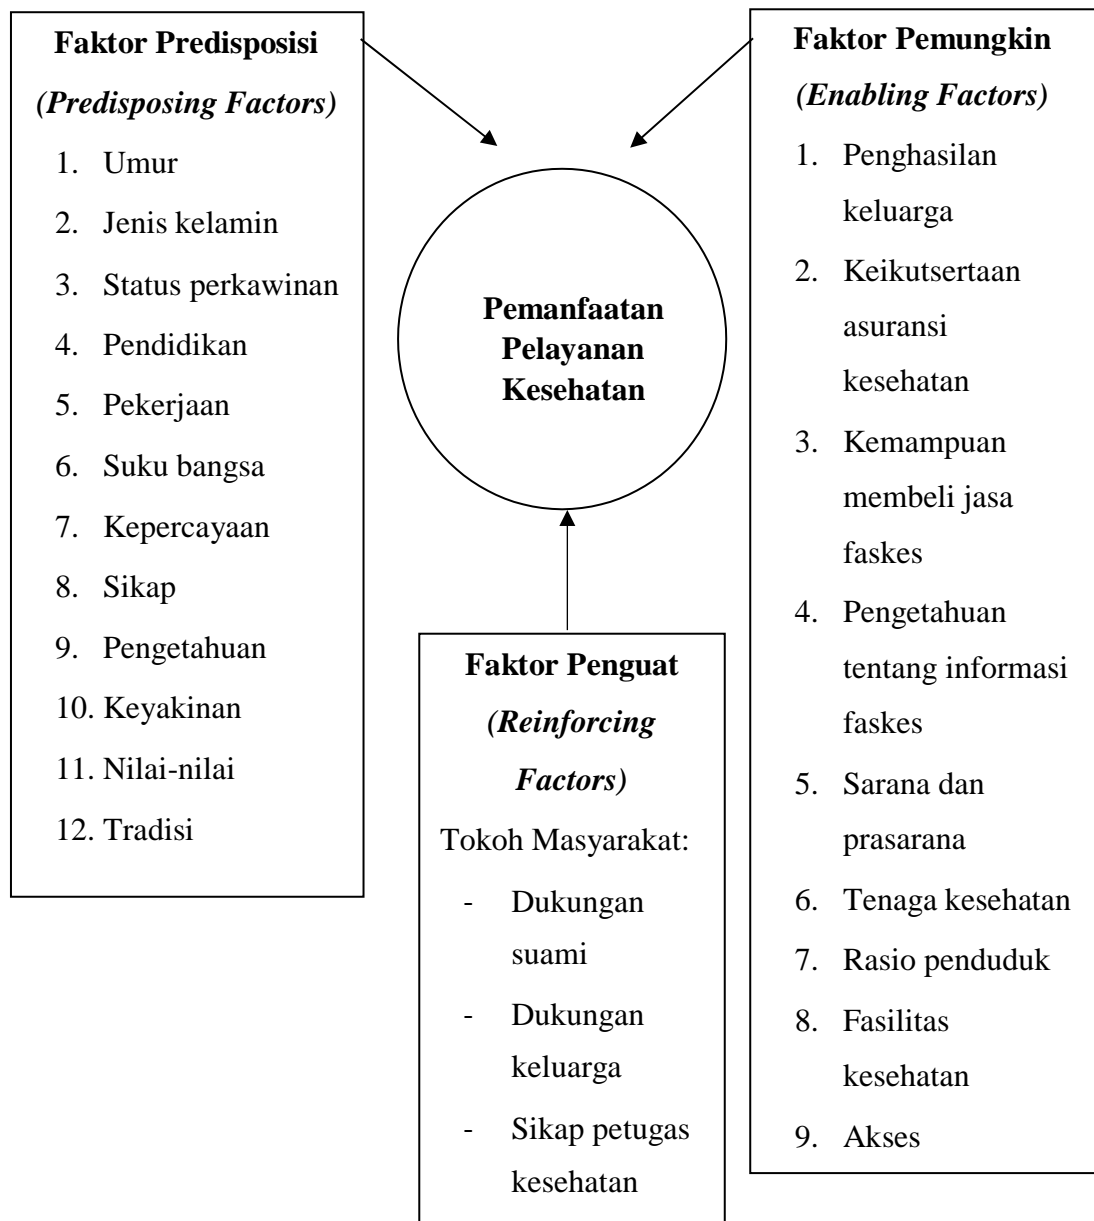 Faktor Predisposisi
(Predisposing Factors)
1. Umur
2. Jenis kelamin
3. Status perkawinan
4. Pendidikan
5. Pekerjaan
6. Suku bangsa
7. Kepercayaan
8. Sikap
9. Pengetahuan
10. Keyakinan
11. Nilai-nilai
12. Tradisi
Pemanfaatan
Pelayanan
Kesehatan
Faktor Pemungkin
(Enabling Factors)
1. Penghasilan
keluarga
2. Keikutsertaan
asuransi
kesehatan
3. Kemampuan
membeli jasa
faskes
4. Pengetahuan
tentang informasi
faskes
5. Sarana dan
prasarana
6. Tenaga kesehatan
7. Rasio penduduk
8. Fasilitas
kesehatan
9. Akses
Faktor Penguat
(Reinforcing
Factors)
Tokoh Masyarakat:
- Dukungan
suami
- Dukungan
keluarga
- Sikap petugas
kesehatan